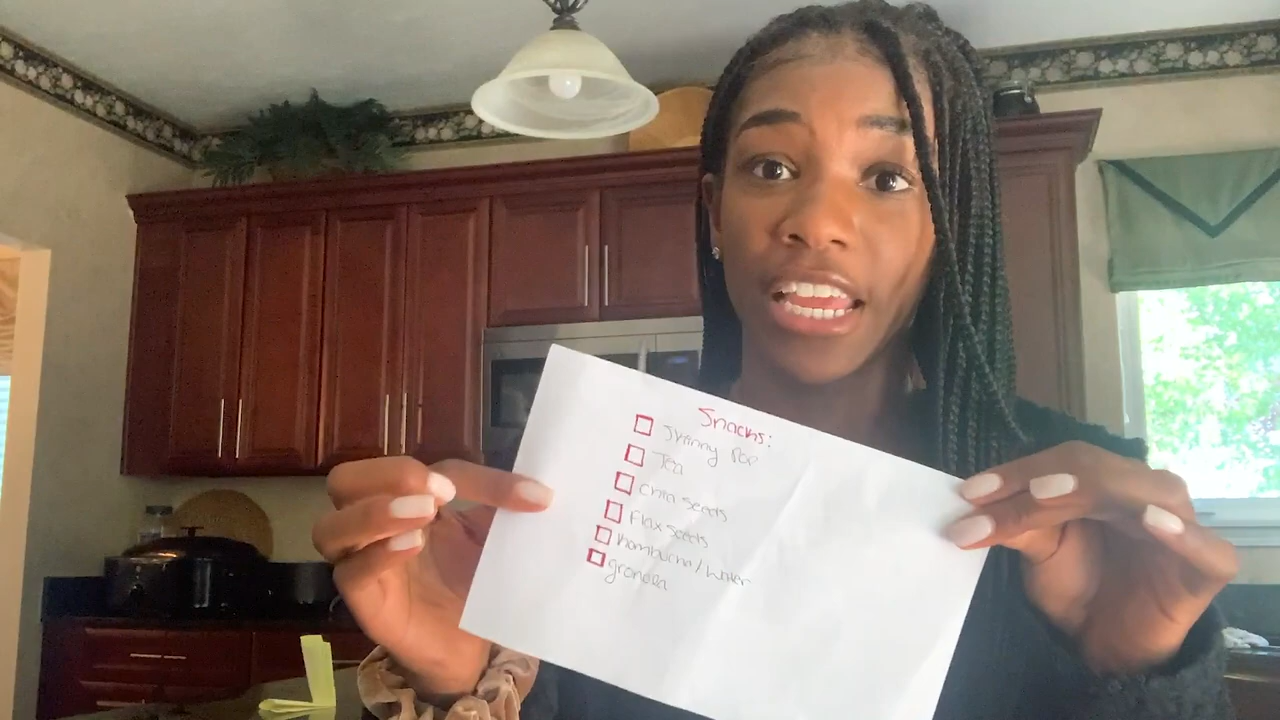 Snacks:
Skinny Pop
Tea
Chia seeds
Flax seeds
Kombucha / water
granola